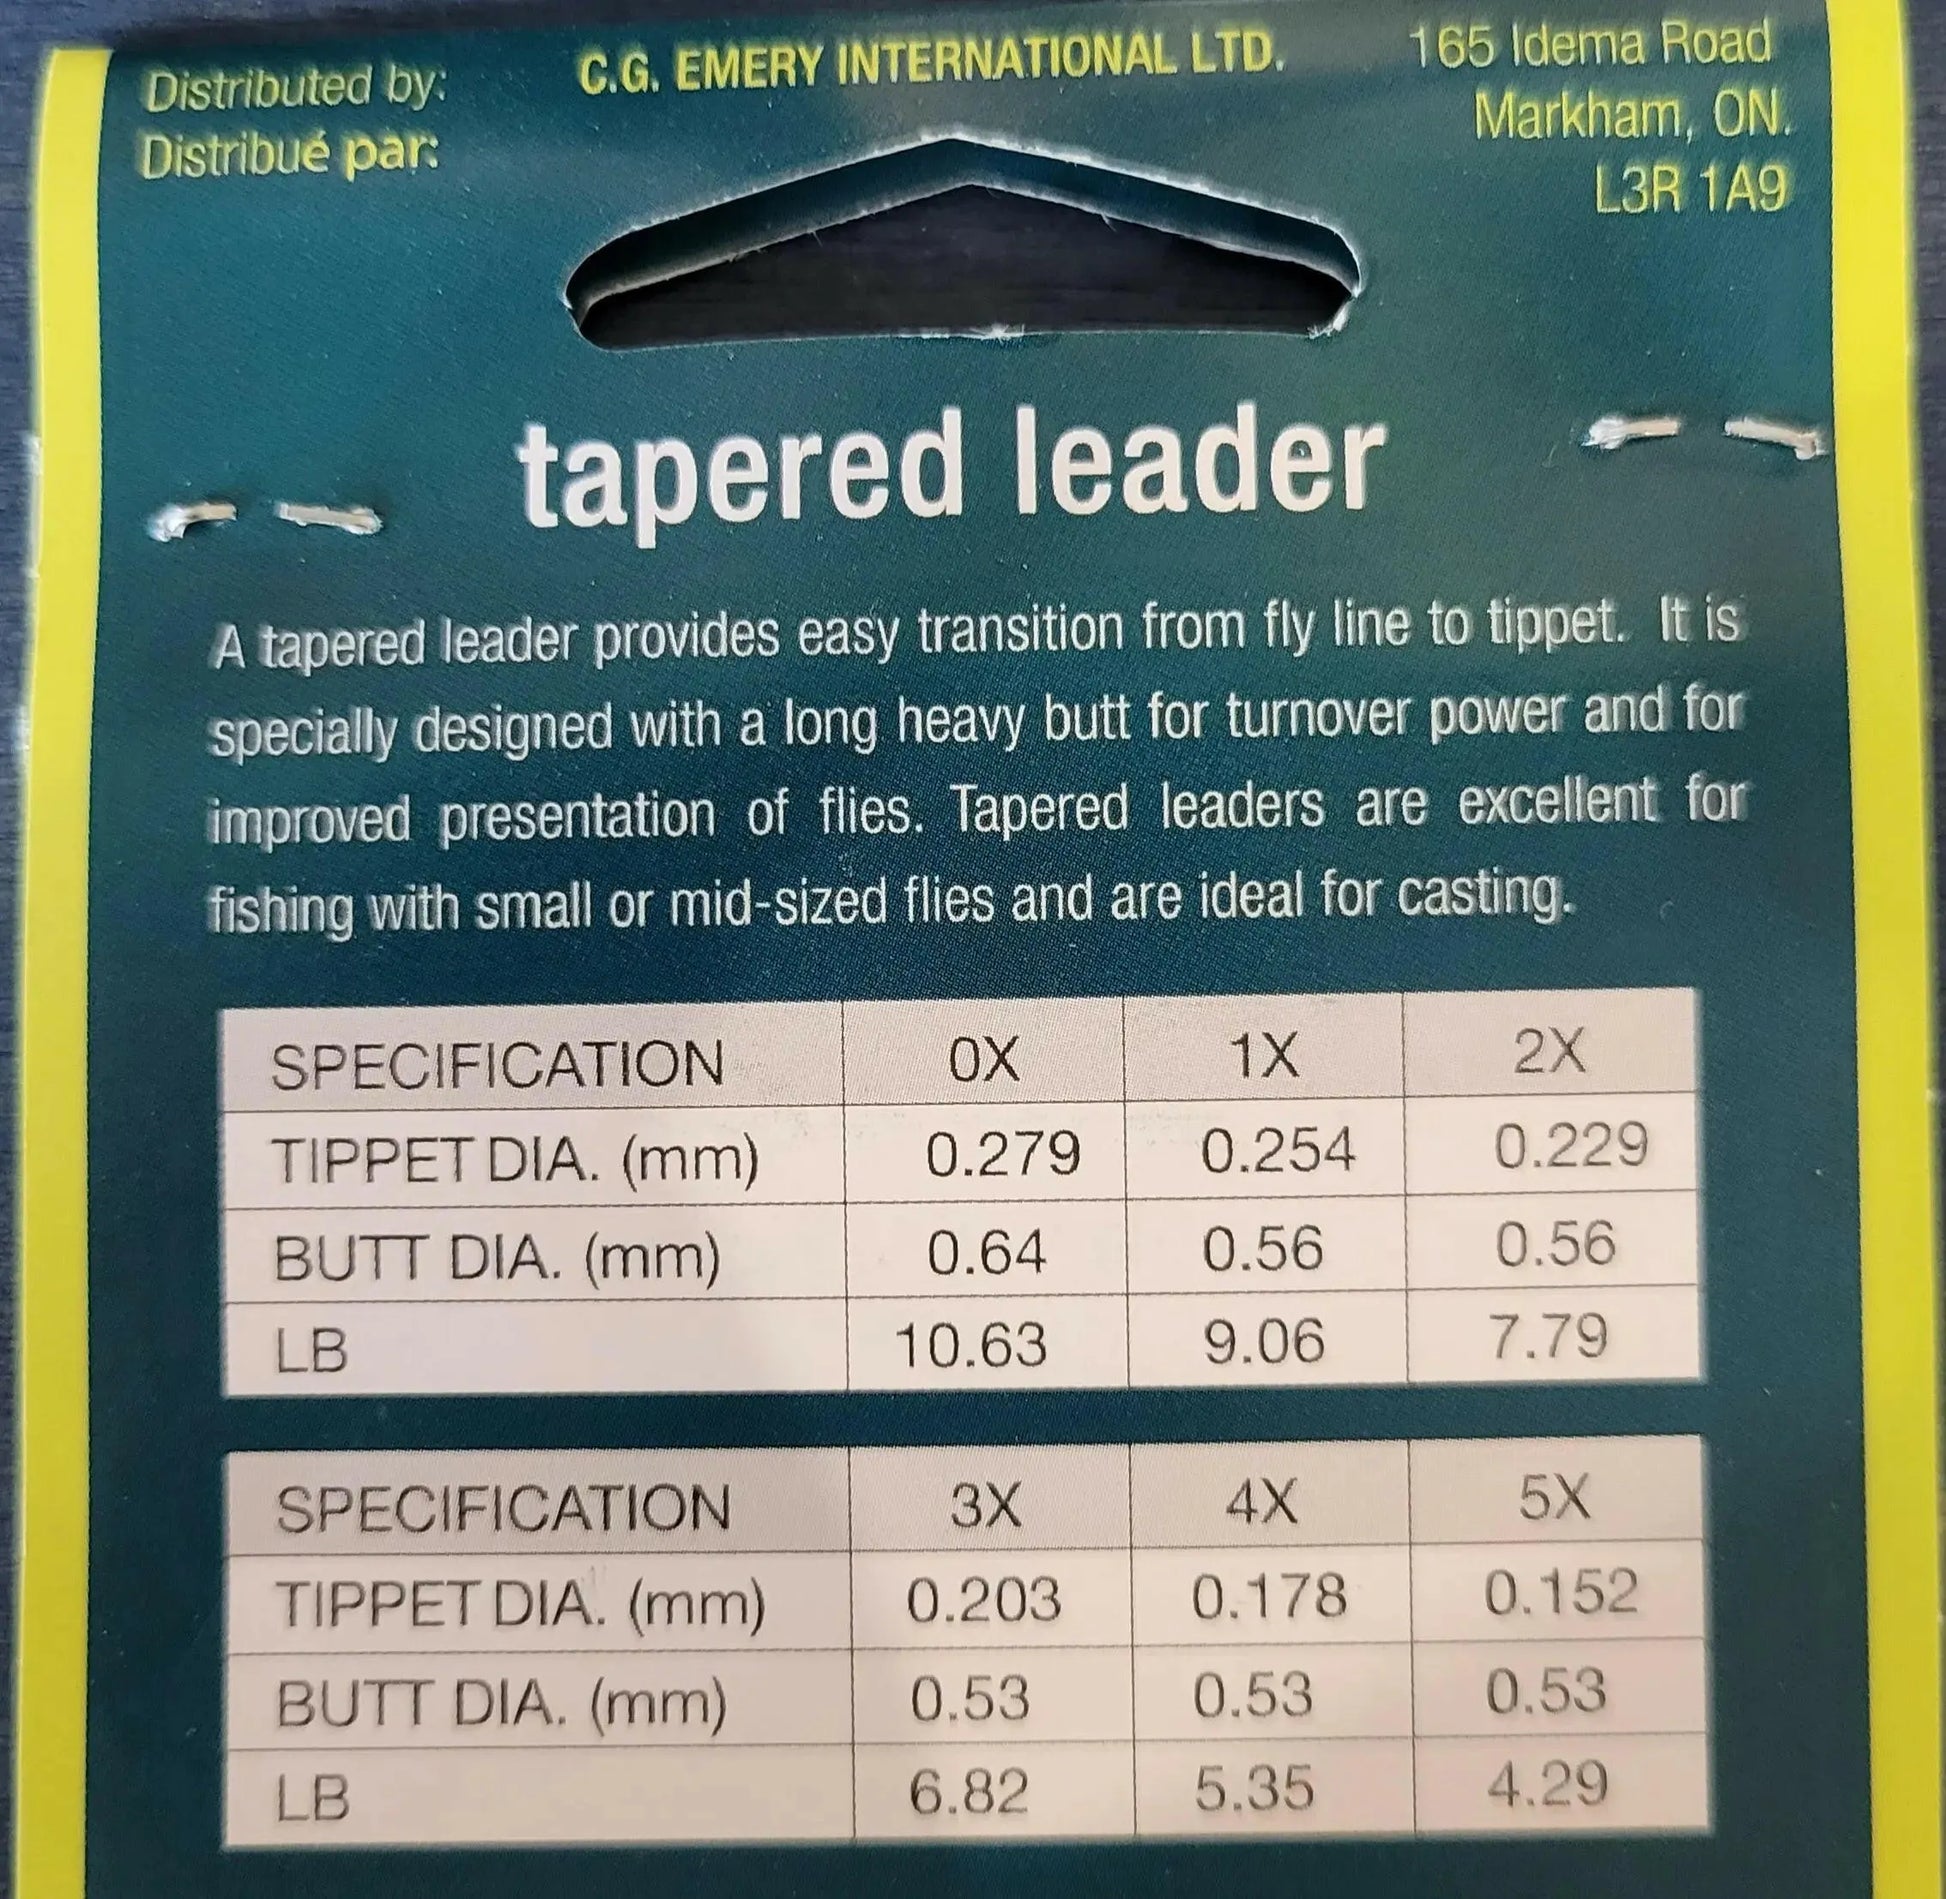 Distributed by:
Distribué par:
C.G. EMERY INTERNATIONAL LTD.
165 Idema Road
Markham, ON.
L3R 1A9
tapered leader
A tapered leader provides easy transition from fly line to tippet. It is
specially designed with a long heavy butt for turnover power and for
improved presentation of flies. Tapered leaders are excellent for
fishing with small or mid-sized flies and are ideal for casting.
SPECIFICATION 0X 1X 2X
TIPPET DIA. (mm) 0.279 0.254 0.229
BUTT DIA. (mm) 0.64 0.56 0.56
LB 10.63 9.06 7.79
SPECIFICATION 3X 4X 5X
TIPPET DIA. (mm) 0.203 0.178 0.152
BUTT DIA. (mm) 0.53 0.53 0.53
LB 6.82 5.35 4.29